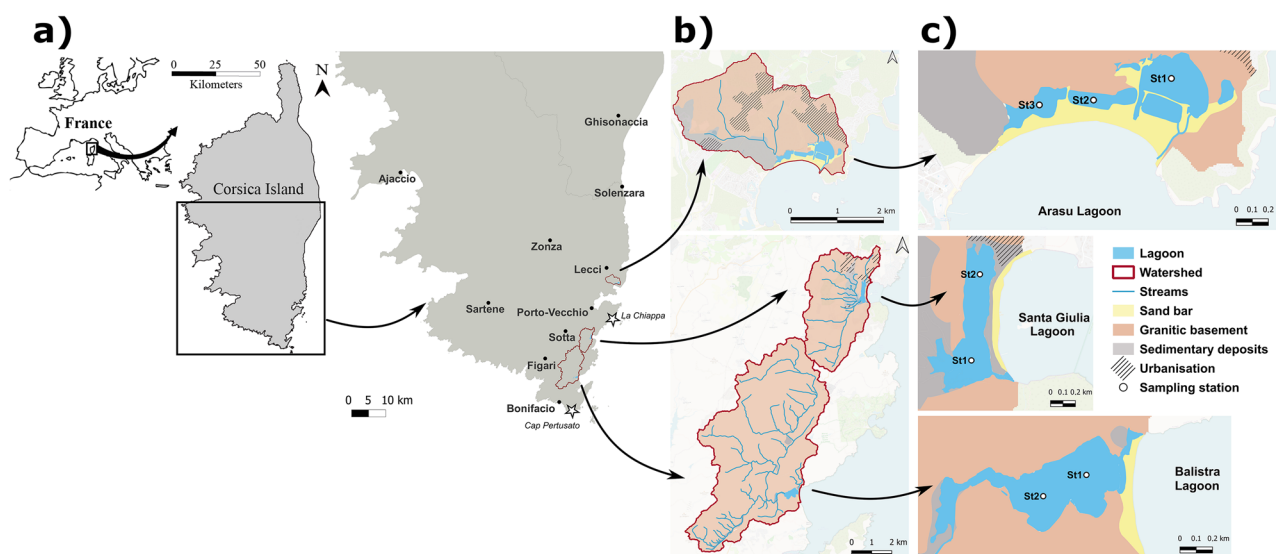 a)
b)
c)
0 25 50
Kilometers
N
France
Corsica Island
Ghisonaccia
Ajaccio
Solenzara
Zonza
Lecci
Sartene
Porto-Vecchio
La Chiappa
Sotta
Figari
Bonifacio
Cap Pertusato
0 5 10 km
0 1 2 km
0 1 2 km
St1
St2
St3
Arasu Lagoon
0 0.1 0.2
St2
Santa Giulia
Lagoon
St1
0 0.1 0.2 km
Lagoon
Watershed
Streams
Sand bar
Granitic basement
Sedimentary deposits
Urbanisation
Sampling station
St1
St2
Balistra
Lagoon
0 0.1 0.2 km